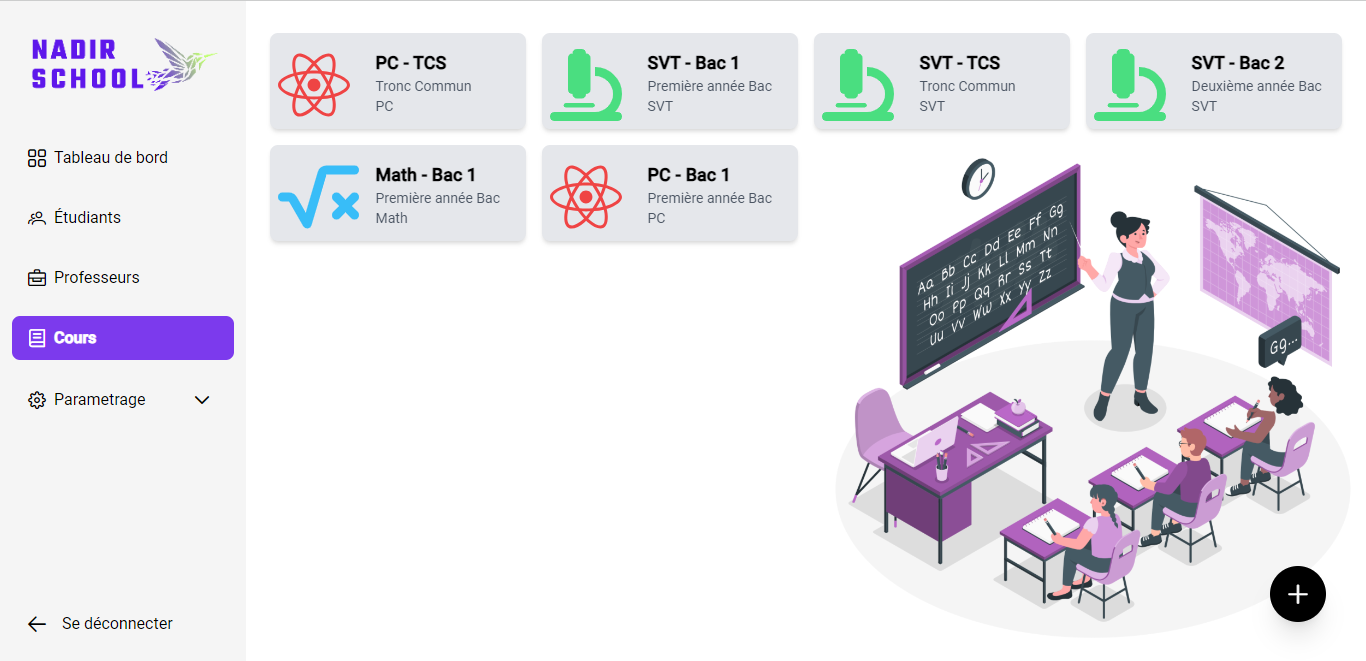 NADIR
SCHOOL
Tableau de bord
Étudiants
Professeurs
Cours
Parametrage
Se déconnecter
PC - TCS
Tronc Commun
PC
SVT - Bac 1
Première année Bac
SVT
SVT - TCS
Tronc Commun
SVT
SVT - Bac 2
Deuxième année Bac
SVT
Math - Bac 1
Première année Bac
Math
PC - Bac 1
Première année Bac
PC
Aa Bb Cc Dd Ee Ff Gg
Hh Ii Jj Kk Ll Mm Nn
Oo Pp Qq Rr Ss Tt
Uu Vv Ww Xx Yy Zz
Gg...